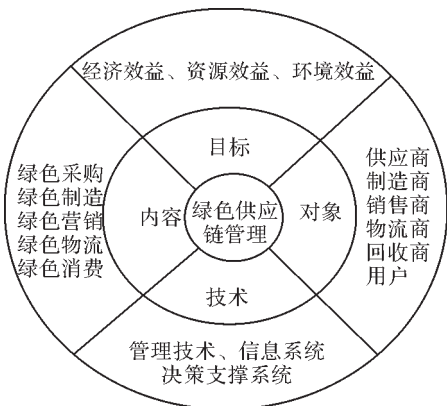 经济效益、资源效益、环境效益
目标
绿色采购
绿色制造
绿色营销
绿色物流
绿色消费
内容
绿色供应
链管理
对象
供应商
制造商
销售商
物流商
回收商
用户
技术
管理技术、信息系统
决策支撑系统